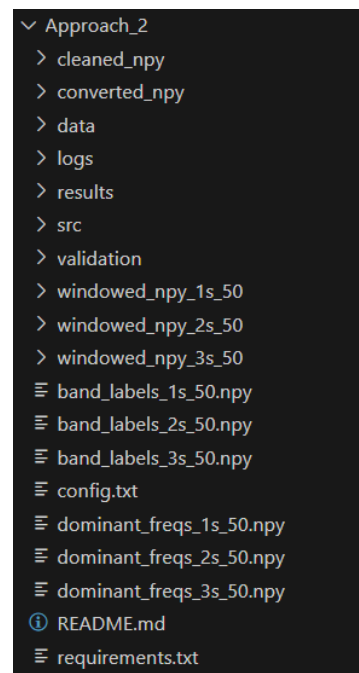 Approach_2
cleaned_npy
converted_npy
data
logs
results
src
validation
windowed_npy_1s_50
windowed_npy_2s_50
windowed_npy_3s_50
band_labels_1s_50.npy
band_labels_2s_50.npy
band_labels_3s_50.npy
config.txt
dominant_freqs_1s_50.npy
dominant_freqs_2s_50.npy
dominant_freqs_3s_50.npy
README.md
requirements.txt